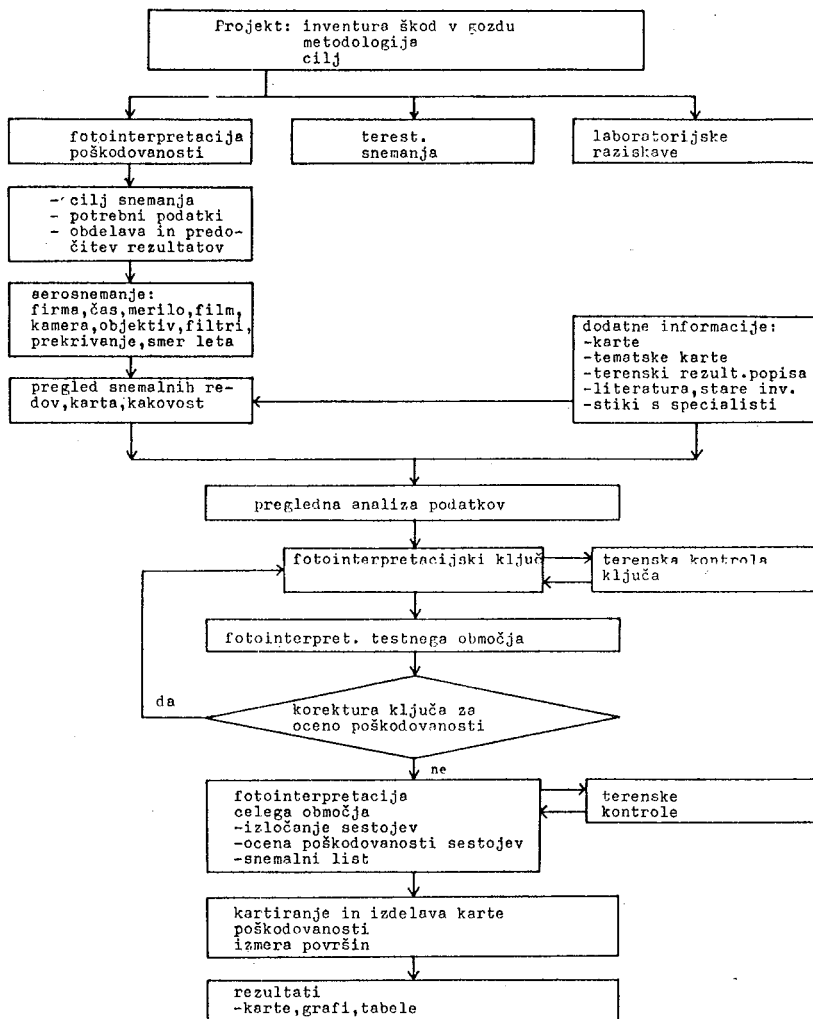 Projekt: inventura škod v gozdu
metodologija
cilj
fotointerpretacija
poškodovanosti
terest.
snemanja
laboratorijske
raziskave
- cilj snemanja
- potrebni podatki
- obdelava in predo-
čitev rezultatov
aerosnemanje:
firma,čas,merilo,film,
kamera,objektiv,filtri,
prekrivanje,smer leta
dodatne informacije:
-karte
-tematske karte
-terenski rezult.popisa
-literatura,stare inv.
-stiki s specialisti
pregled snemalnih re-
dov,karta,kakovost
pregledna analiza podatkov
fotointerpretacijski ključ
terenska kontrola
ključa
fotointerpret. testnega območja
da
korektura ključa za
oceno poškodovanosti
ne
fotointerpretacija
celega območja
-izločanje sestojev
-ocena poškodovanosti sestojev
-snemalni list
terenske
kontrole
kartiranje in izdelava karte
poškodovanosti
izmera površin
rezultati
-karte,grafi,tabele